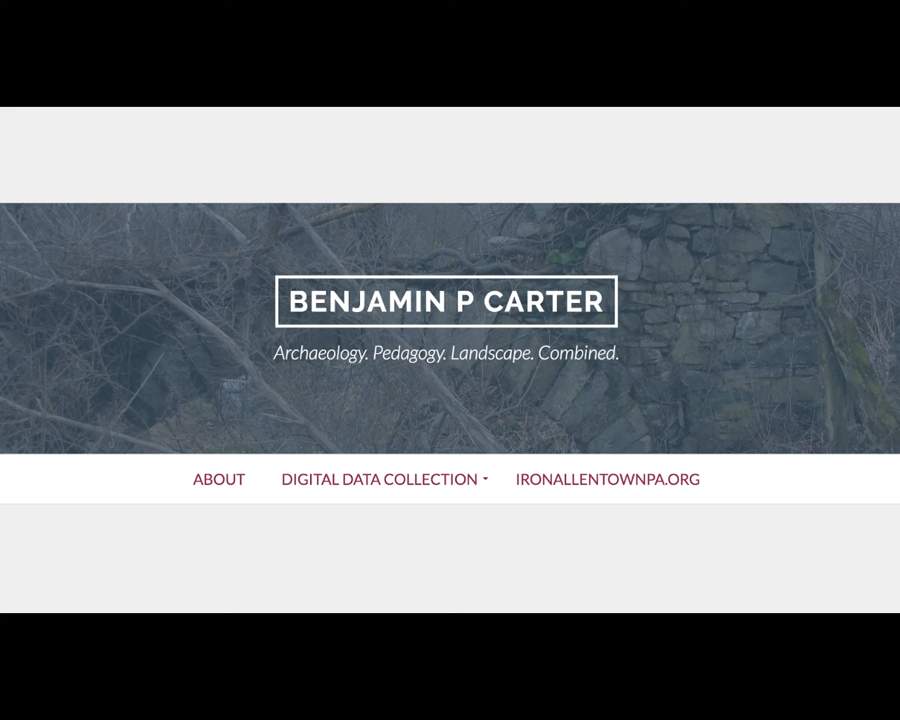 BENJAMIN P CARTER
Archaeology. Pedagogy. Landscape. Combined.
ABOUT DIGITAL DATA COLLECTION IRONALLENTOWNPA.ORG